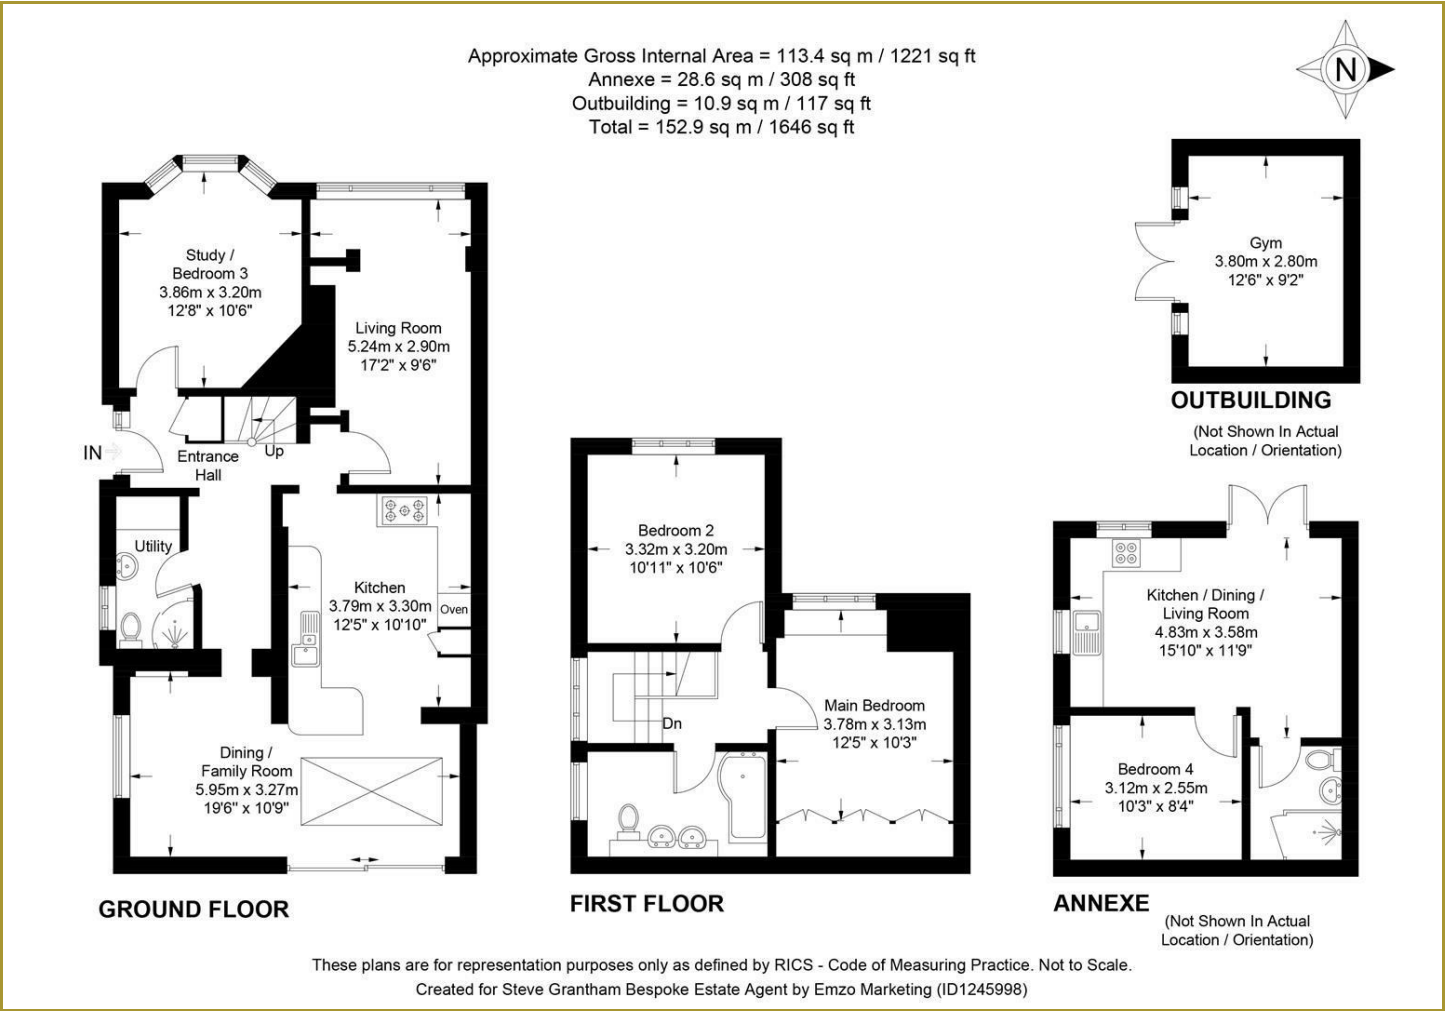 Approximate Gross Internal Area = 113.4 sq m / 1221 sq ft
Annexe = 28.6 sq m / 308 sq ft
Outbuilding = 10.9 sq m / 117 sq ft
Total = 152.9 sq m / 1646 sq ft
N
Study /
Bedroom 3
3.86m x 3.20m
12'8" x 10'6"
Living Room
5.24m x 2.90m
17'2" x 9'6"
IN
Entrance
Hall
Up
Utility
Kitchen
3.79m x 3.30m
12'5" x 10'10"
Oven
Dining /
Family Room
5.95m x 3.27m
19'6" x 10'9"
GROUND FLOOR
Bedroom 2
3.32m x 3.20m
10'11" x 10'6"
Dn
Main Bedroom
3.78m x 3.13m
12'5" x 10'3"
FIRST FLOOR
Gym
3.80m x 2.80m
12'6" x 9'2"
OUTBUILDING
(Not Shown In Actual
Location / Orientation)
Kitchen / Dining /
Living Room
4.83m x 3.58m
15'10" x 11'9"
Bedroom 4
3.12m x 2.55m
10'3" x 8'4"
ANNEXE
(Not Shown In Actual
Location / Orientation)
These plans are for representation purposes only as defined by RICS - Code of Measuring Practice. Not to Scale.
Created for Steve Grantham Bespoke Estate Agent by Emzo Marketing (ID1245998)